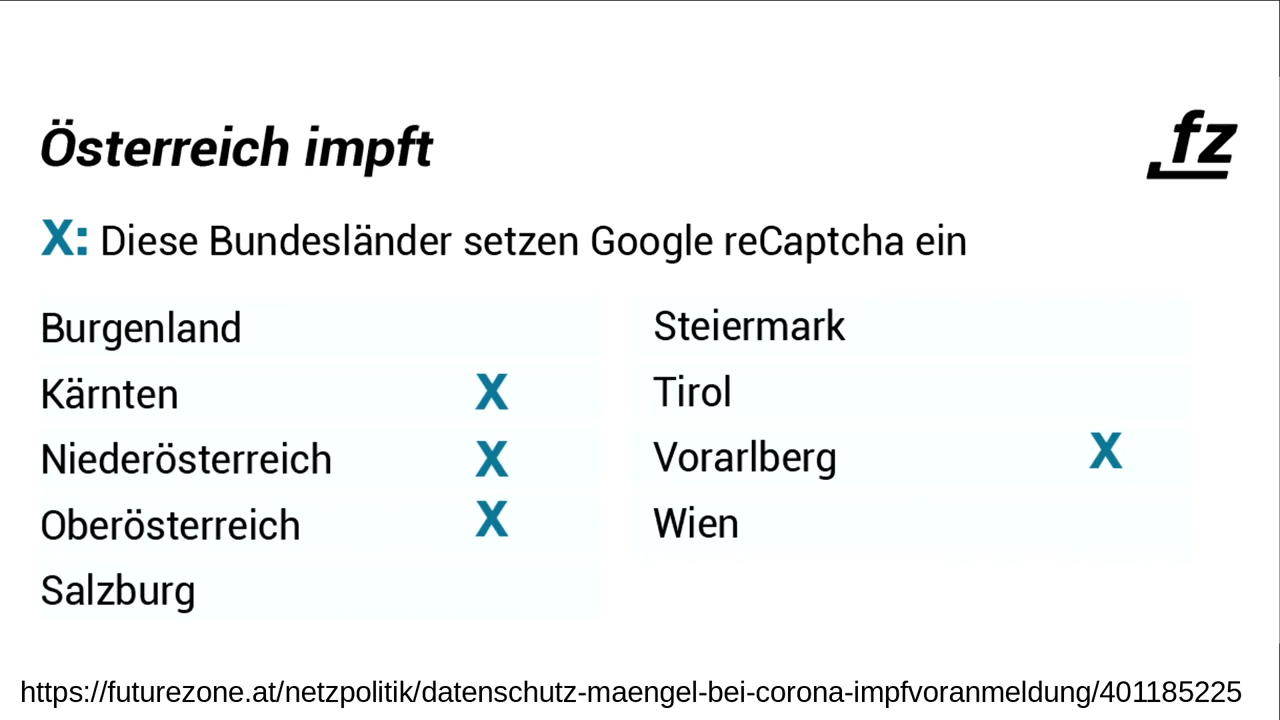 Österreich impft
.fz
X: Diese Bundesländer setzen Google reCaptcha ein
Burgenland
Kärnten X
Niederösterreich X
Oberösterreich X
Salzburg
Steiermark
Tirol
Vorarlberg X
Wien
https://futurezone.at/netzpolitik/datenschutz-maengel-bei-corona-impfvoranmeldung/401185225